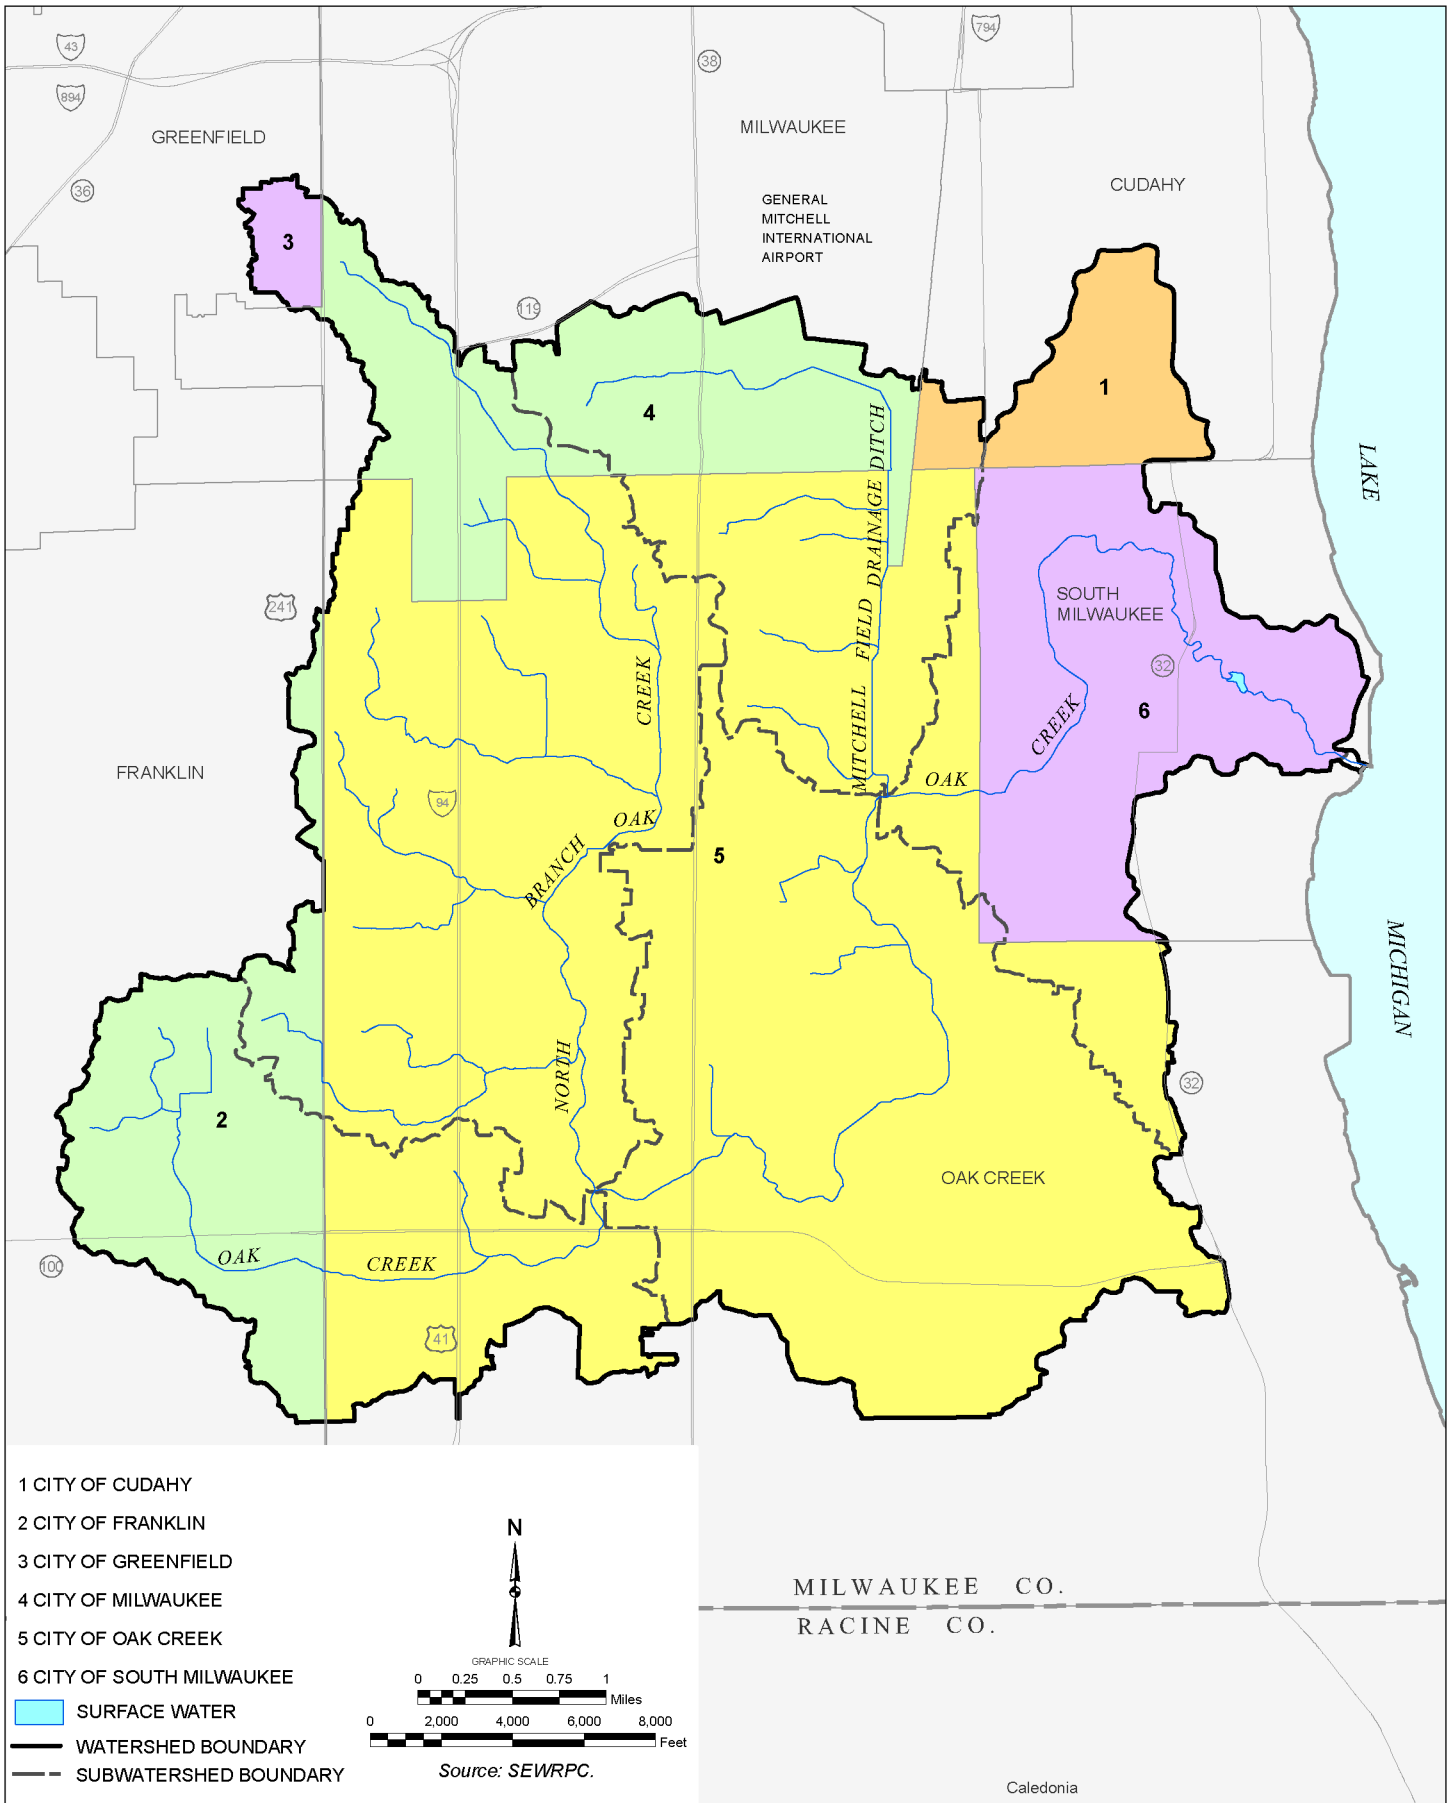 43
794
38
894
MILWAUKEE
GREENFIELD
CUDAHY
36
GENERAL
MITCHELL
INTERNATIONAL
AIRPORT
3
119
1
4
LAKE
MITCHELL FIELD DRAINAGE DITCH
SOUTH
MILWAUKEE
241
32
CREEK
6
CREEK
FRANKLIN
OAK
94
OAK
5
BRANCH
MICHIGAN
NORTH
32
2
OAK CREEK
OAK CREEK
100
41
1 CITY OF CUDAHY
2 CITY OF FRANKLIN
3 CITY OF GREENFIELD
4 CITY OF MILWAUKEE
5 CITY OF OAK CREEK
6 CITY OF SOUTH MILWAUKEE
SURFACE WATER
WATERSHED BOUNDARY
SUBWATERSHED BOUNDARY
N
GRAPHIC SCALE
0 0.25 0.5 0.75 1
Miles
0 2,000 4,000 6,000 8,000
Feet
Source: SEWRPC.
MILWAUKEE CO.
RACINE CO.
Caledonia